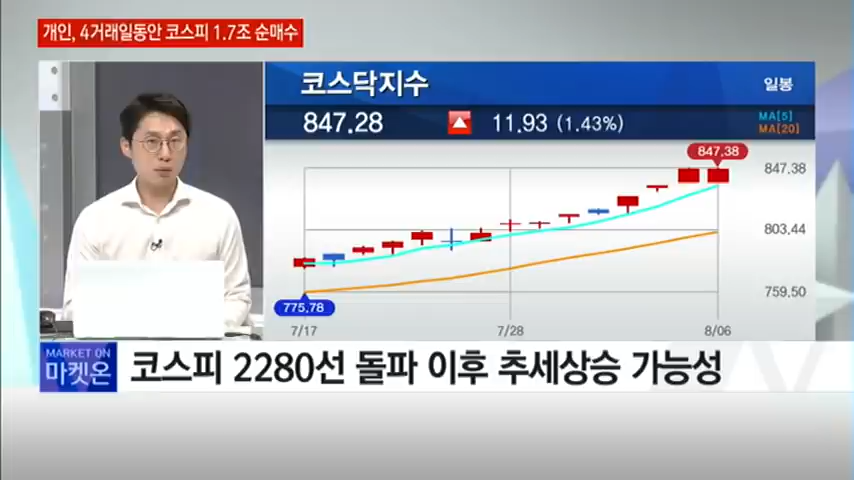 개인, 4거래일동안 코스피 1.7조 순매수
코스닥지수
일봉
847.28
11.93 (1.43%)
MA[5]
MA[20]
847.38
847.38
803.44
759.50
775.78
7/17
7/28
8/06
MARKET ON
마켓온
코스피 2280선 돌파 이후 추세상승 가능성